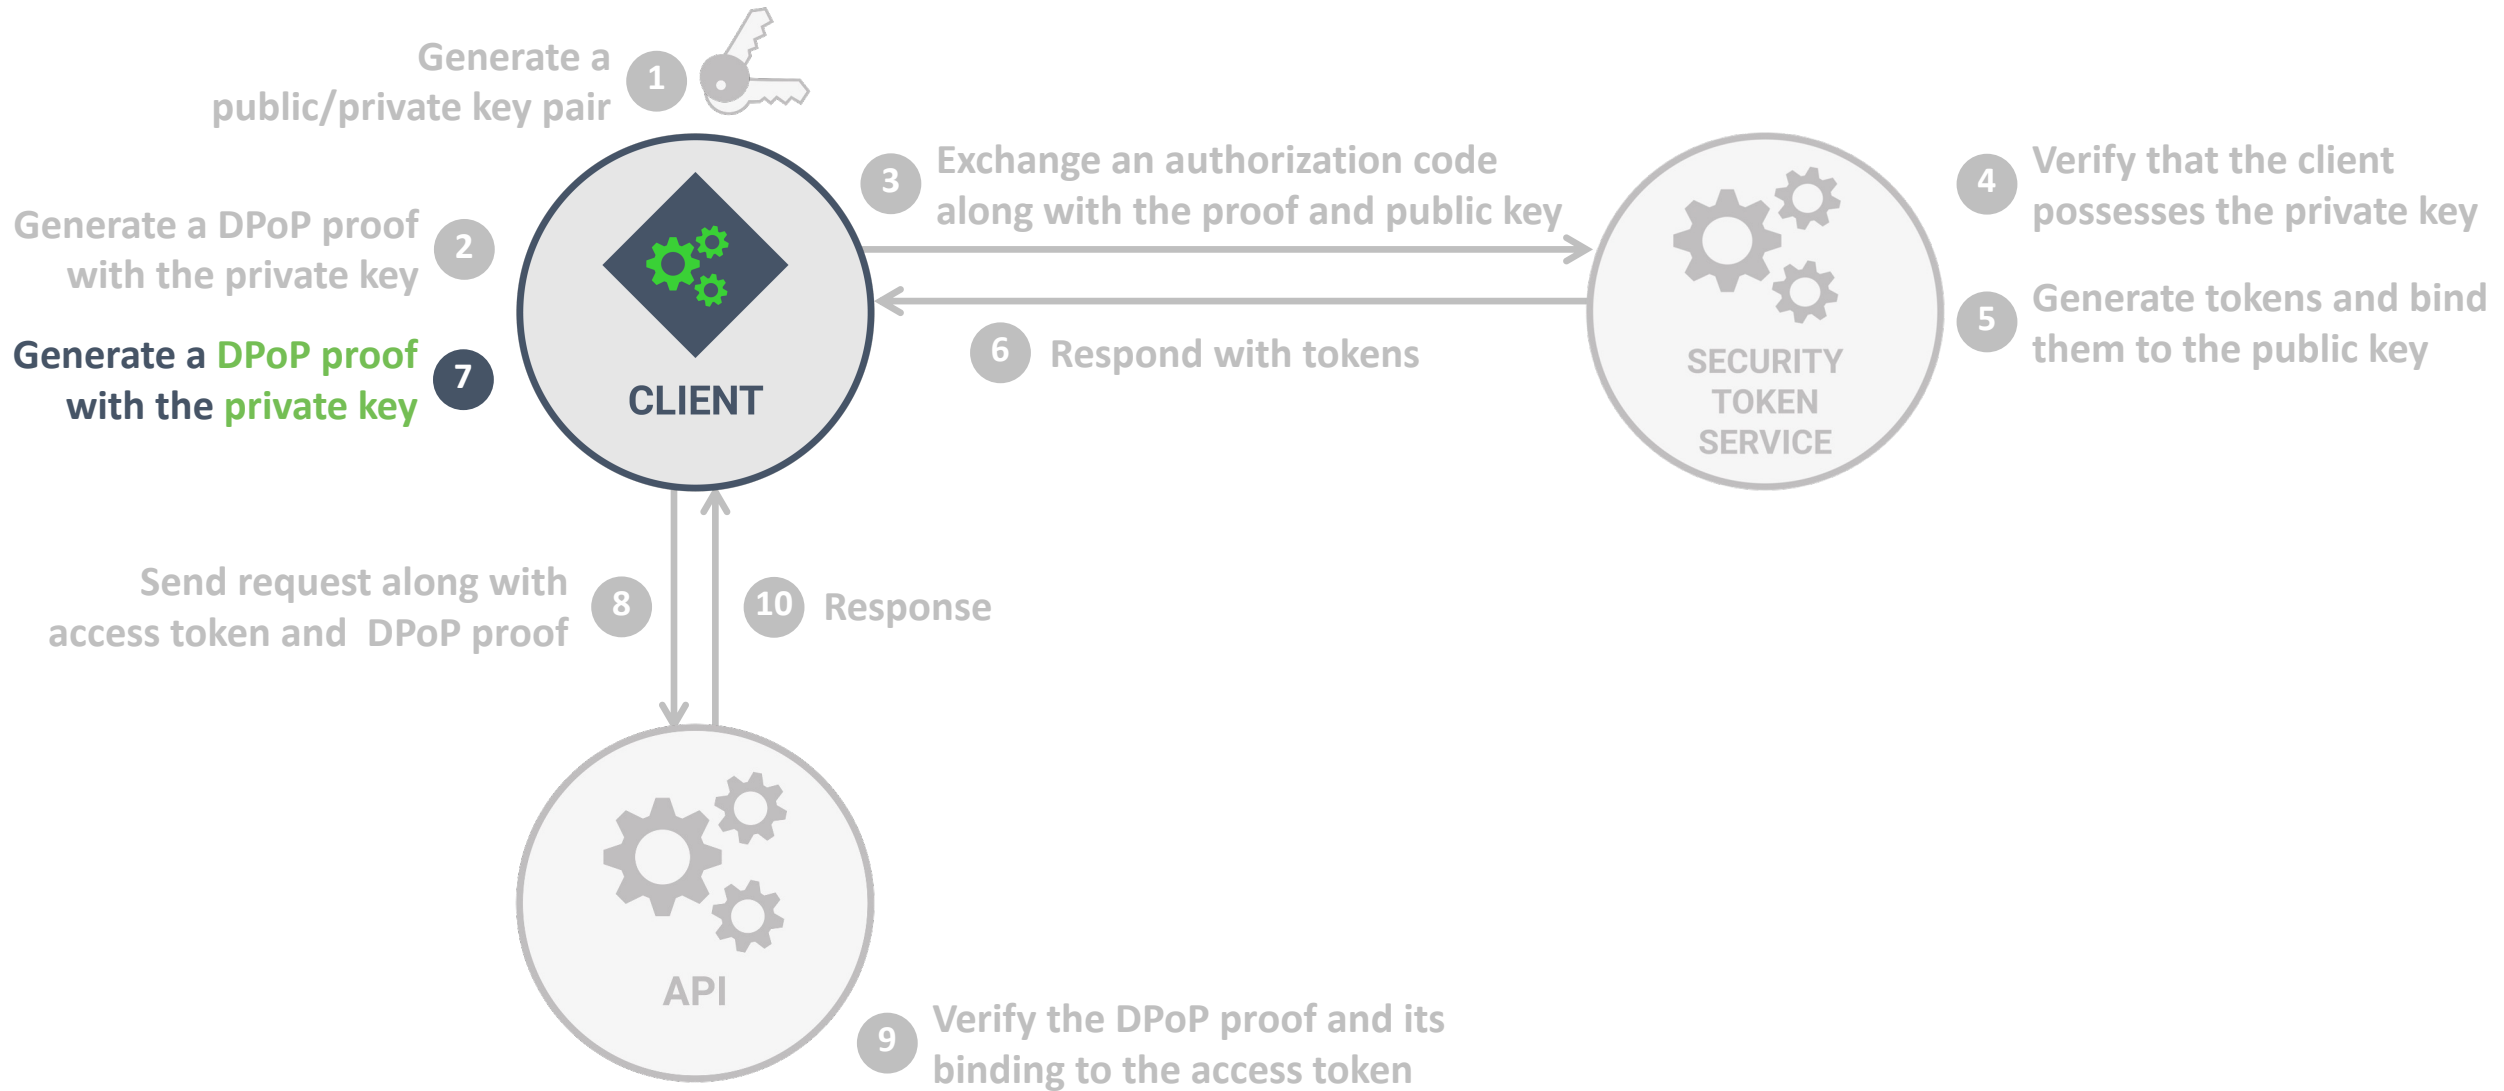 Generate a
public/private key pair
1
Generate a DPoP proof
with the private key
2
3
Exchange an authorization code
along with the proof and public key
4
Verify that the client
possesses the private key
5
Generate tokens and bind
them to the public key
6
Respond with tokens
Generate a DPoP proof
with the private key
7
CLIENT
SECURITY
TOKEN
SERVICE
Send request along with
access token and DPoP proof
8
10
Response
API
9
Verify the DPoP proof and its
binding to the access token